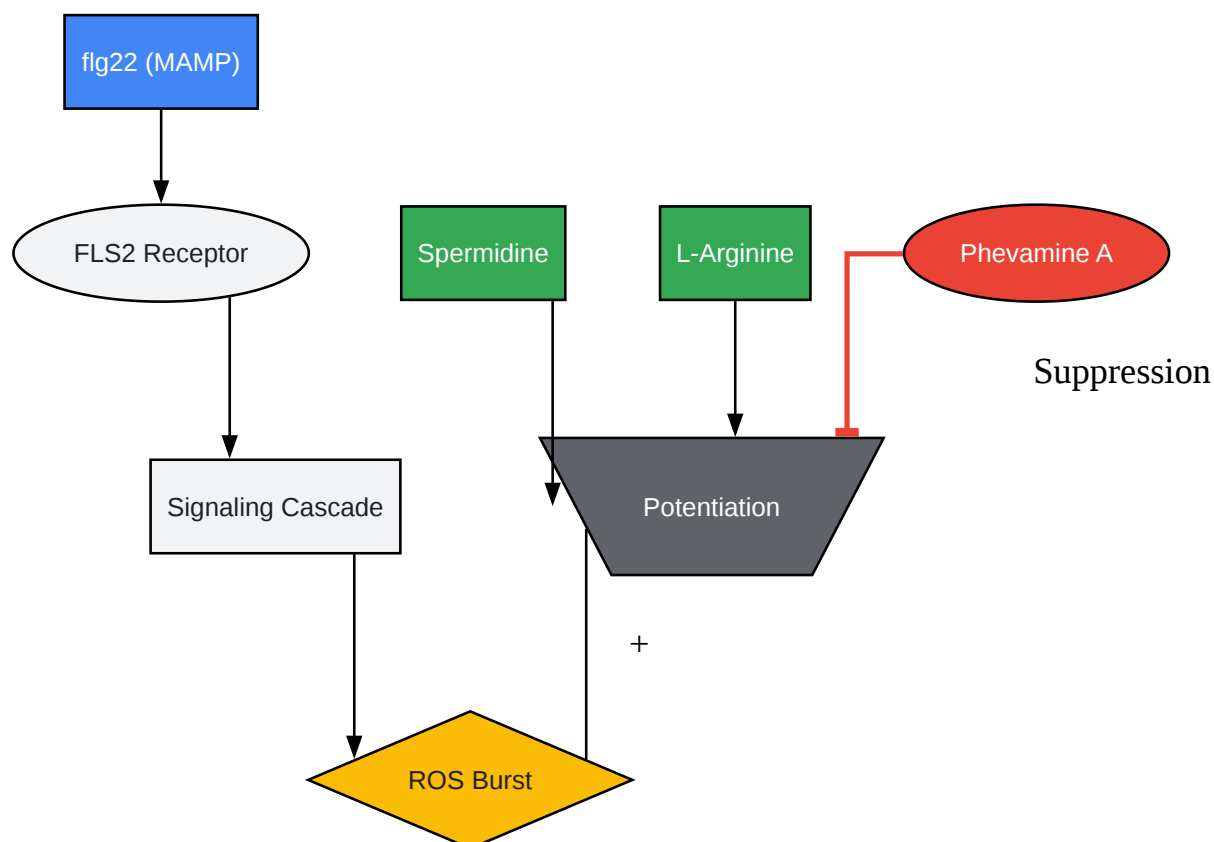 flg22 (MAMP)
FLS2 Receptor
Spermidine
L-Arginine
Phevamine A
Suppression
Signaling Cascade
Potentiation
+
ROS Burst